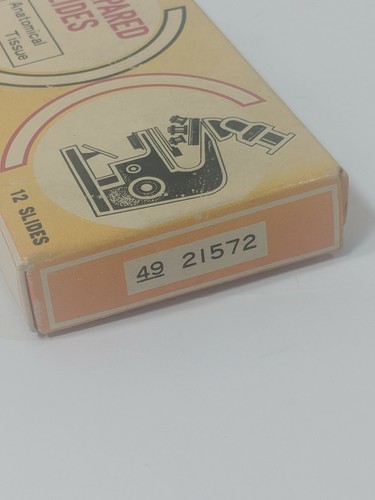 PARED
LIDES
Anatomical
Tissue
12 SLIDES
49 21572